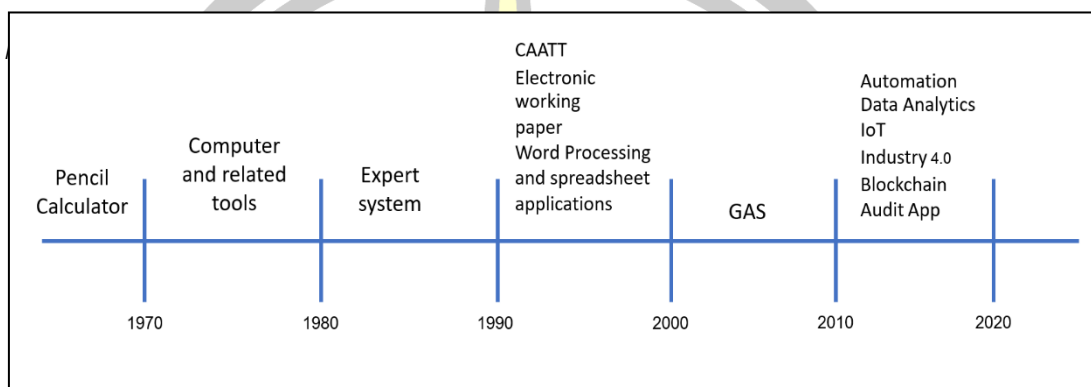 Pencil
Calculator
Computer
and related
tools
Expert
system
CAATT
Electronic
working
paper
Word Processing
and spreadsheet
applications
GAS
Automation
Data Analytics
IoT
Industry 4.0
Blockchain
Audit App
1970
1980
1990
2000
2010
2020